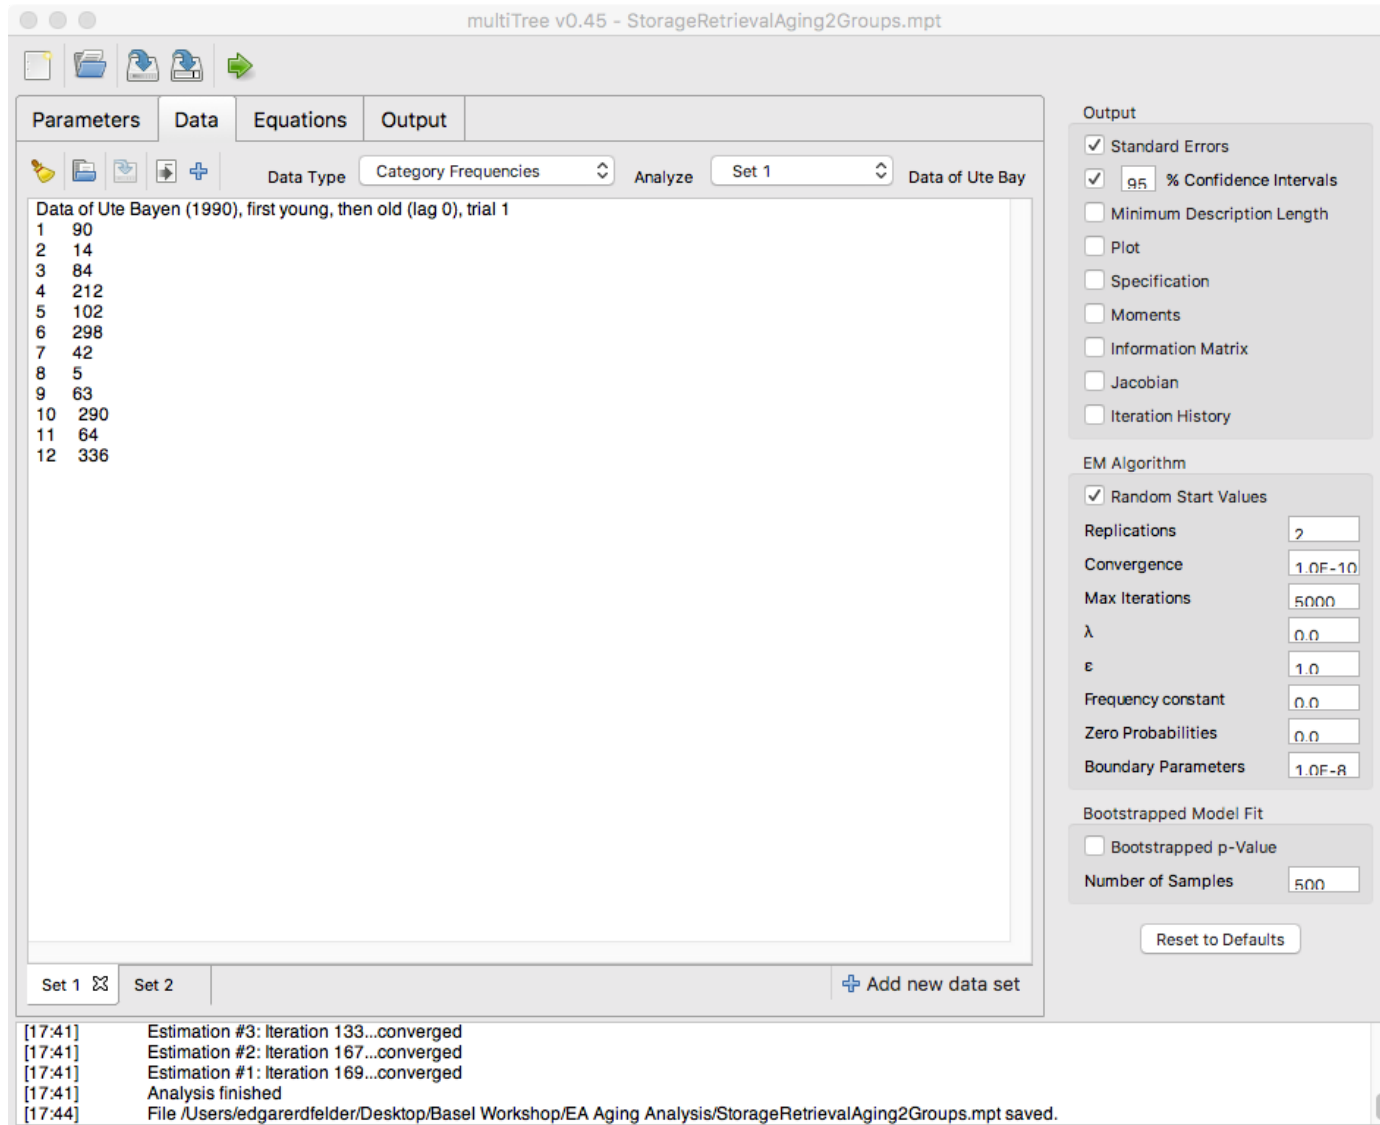 multiTree v0.45 - StorageRetrievalAging2Groups.mpt
Parameters Data Equations Output
Data Type Category Frequencies Analyze Set 1 Data of Ute Bay
Data of Ute Bayen (1990), first young, then old (lag 0), trial 1
1 90
2 14
3 84
4 212
5 102
6 298
7 42
8 5
9 63
10 290
11 64
12 336
Set 1 Set 2 Add new data set
Output
Standard Errors
95 % Confidence Intervals
Minimum Description Length
Plot
Specification
Moments
Information Matrix
Jacobian
Iteration History
EM Algorithm
Random Start Values
Replications 2
Convergence 1.0E-10
Max Iterations 5000
λ 0.0
ε 1.0
Frequency constant 0.0
Zero Probabilities 0.0
Boundary Parameters 1.0E-8
Bootstrapped Model Fit
Bootstrapped p-Value
Number of Samples 500
Reset to Defaults
[17:41] Estimation #3: Iteration 133...converged
[17:41] Estimation #2: Iteration 167...converged
[17:41] Estimation #1: Iteration 169...converged
[17:41] Analysis finished
[17:44] File /Users/edgarerdfelder/Desktop/Basel Workshop/EA Aging Analysis/StorageRetrievalAging2Groups.mpt saved.